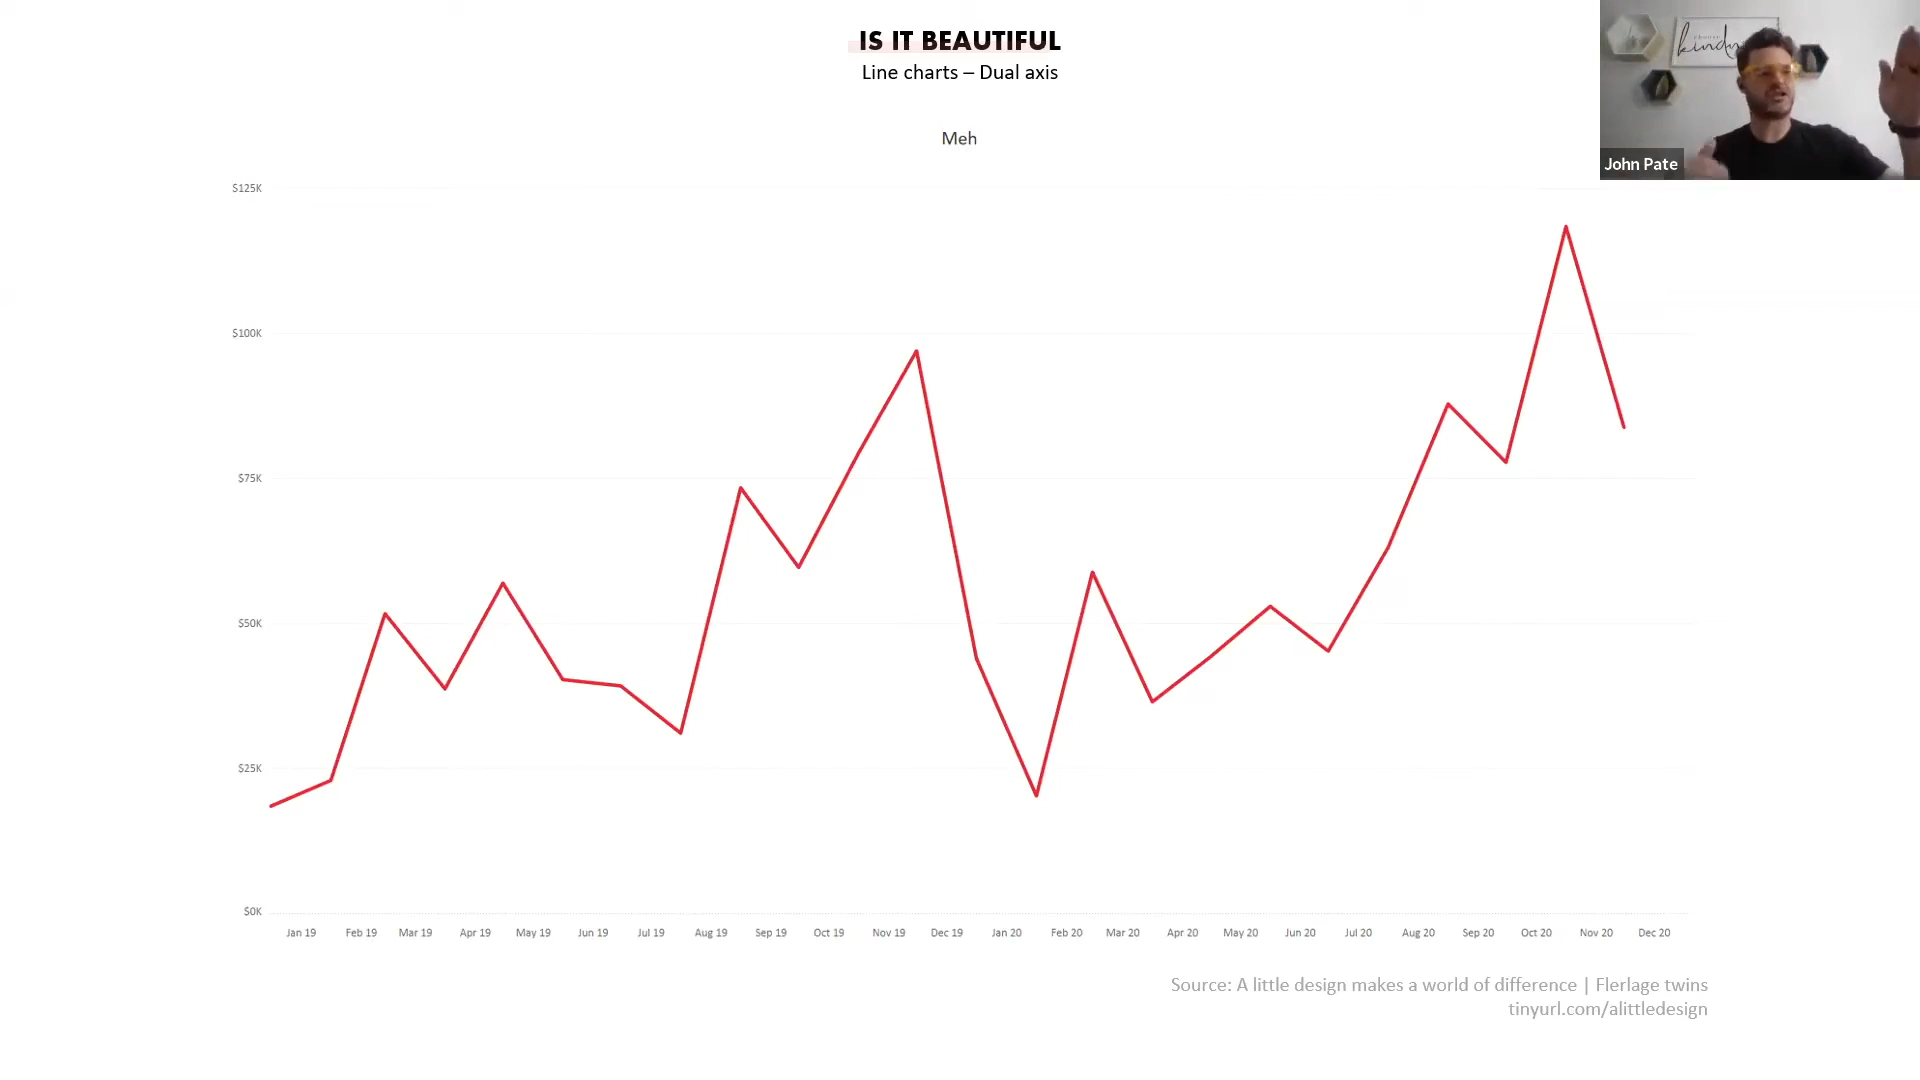 IS IT BEAUTIFUL
Line charts – Dual axis
Meh
kindn
John Pate
$125K
$100K
$75K
$50K
$25K
$0K
Jan 19 Feb 19 Mar 19 Apr 19 May 19 Jun 19 Jul 19 Aug 19 Sep 19 Oct 19 Nov 19 Dec 19 Jan 20 Feb 20 Mar 20 Apr 20 May 20 Jun 20 Jul 20 Aug 20 Sep 20 Oct 20 Nov 20 Dec 20
Source: A little design makes a world of difference | Flerlage twins
tinyurl.com/alittledesign